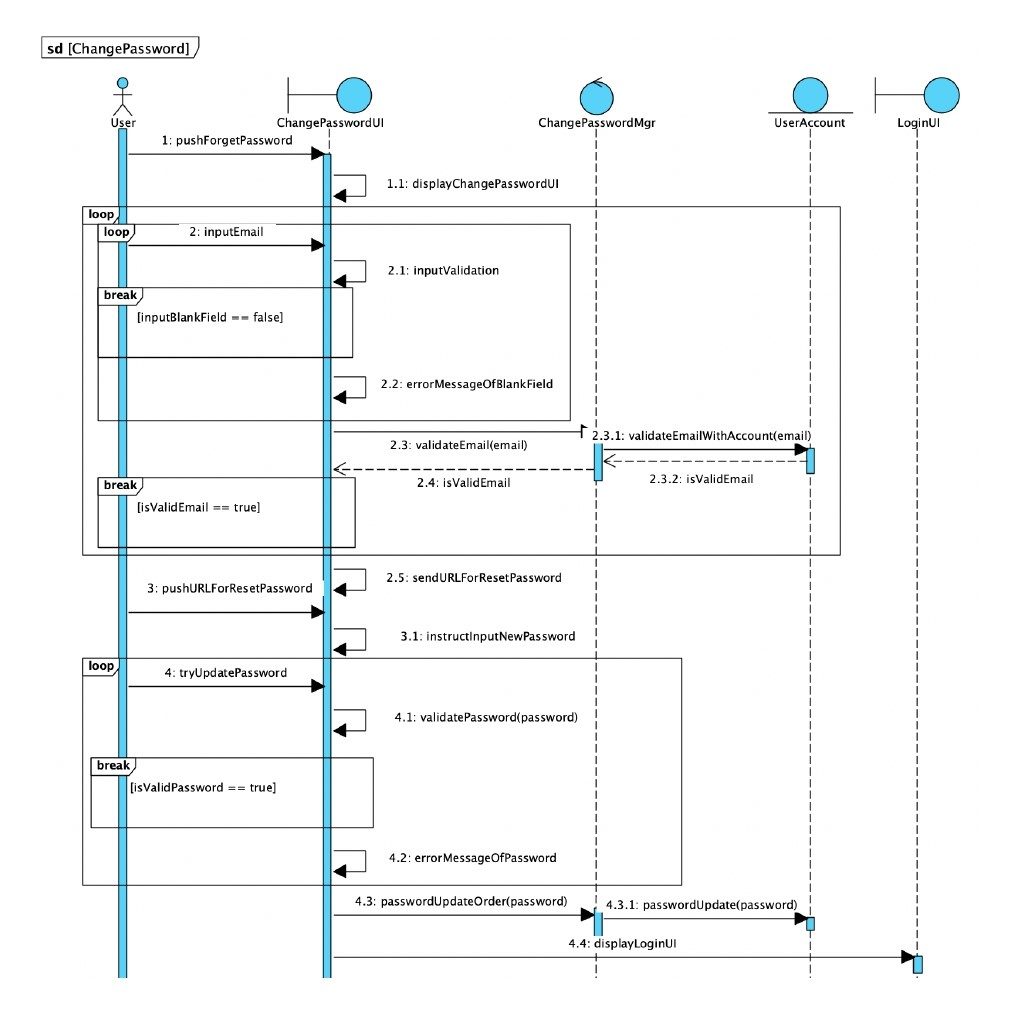 sd [ChangePassword]
User
ChangePasswordUI
ChangePasswordMgr
UserAccount
LoginUI
1: pushForgetPassword
1.1: displayChangePasswordUI
loop
loop
2: inputEmail
2.1: inputValidation
break
[inputBlankField == false]
2.2: errorMessageOfBlankField
2.3: validateEmail(email)
2.3.1: validateEmailWithAccount(email)
2.4: isValidEmail
2.3.2: isValidEmail
break
[isValidEmail == true]
2.5: sendURLForResetPassword
3: pushURLForResetPassword
3.1: instructInputNewPassword
loop
4: tryUpdatePassword
4.1: validatePassword(password)
break
[isValidPassword == true]
4.2: errorMessageOfPassword
4.3: passwordUpdateOrder(password)
4.3.1: passwordUpdate(password)
4.4: displayLoginUI